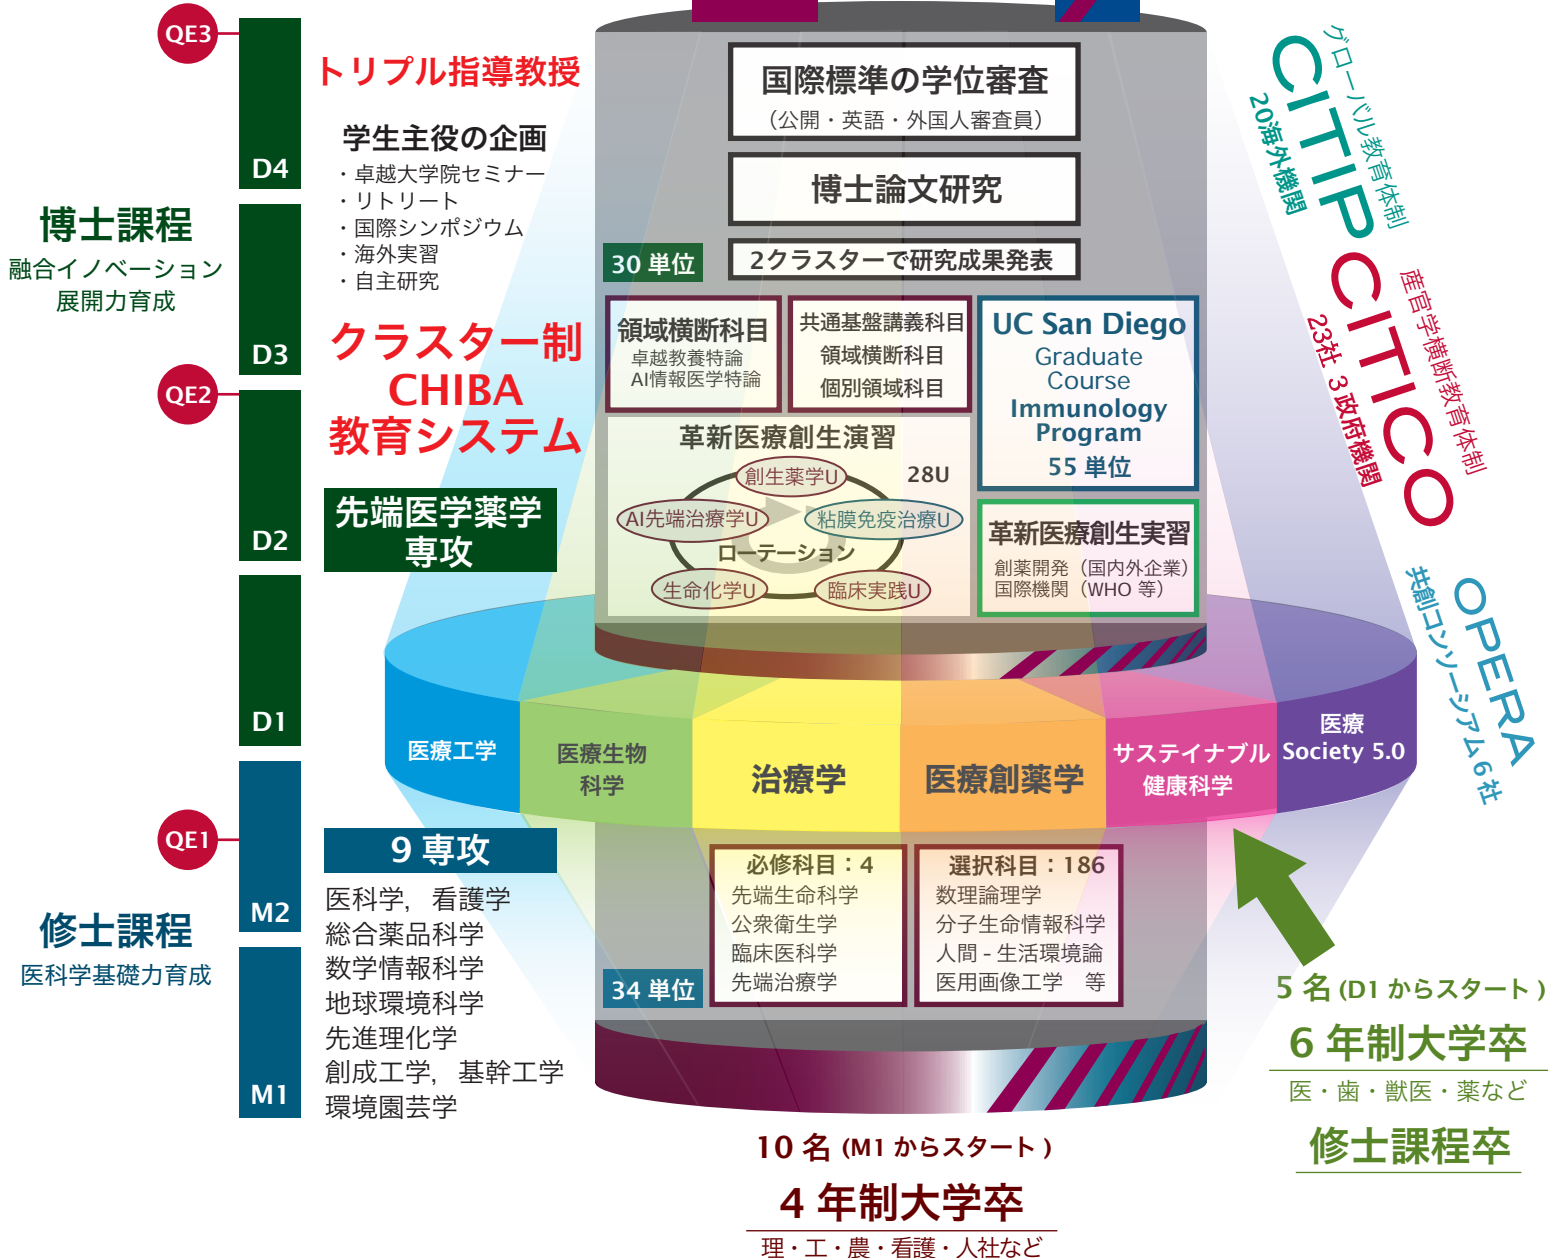 QE3
D4
D3
QE2
D2
D1
QE1
M2
M1
博士課程
融合イノベーション
展開力育成
修士課程
医科学基礎力育成
トリプル指導教授
学生主役の企画
・卓越大学院セミナー
・リトリート
・国際シンポジウム
・海外実習
・自主研究
クラスター制
CHIBA
教育システム
先端医学薬学
専攻
9 専攻
医科学，看護学
総合薬品科学
数学情報科学
地球環境科学
先進理化学
創成工学，基幹工学
環境園芸学
国際標準の学位審査
（公開・英語・外国人審査員）
博士論文研究
2クラスターで研究成果発表
30 単位
領域横断科目
卓越教養特論
AI情報医学特論
共通基盤講義科目
領域横断科目
個別領域科目
UC San Diego
Graduate
Course
Immunology
Program
55 単位
革新医療創生演習
28U
創生薬学U
AI先端治療学U
粘膜免疫治療U
ローテーション
生命化学U
臨床実践U
革新医療創生実習
創薬開発（国内外企業）
国際機関（WHO 等）
医療工学
医療生物
科学
治療学
医療創薬学
サステイナブル
健康科学
医療
Society 5.0
必修科目：4
先端生命科学
公衆衛生学
臨床医科学
先端治療学
選択科目：186
数理論理学
分子生命情報科学
人間 - 生活環境論
医用画像工学　等
34 単位
グローバル教育体制
CITIP
20海外機関
産官学横断教育体制
CITICO
23社 3 政府機関
OPERA
共創コンソーシアム 6 社
5 名 (D1 からスタート )
6 年制大学卒
医・歯・獣医・薬など
修士課程卒
10 名 (M1 からスタート )
4 年制大学卒
理・工・農・看護・人社など